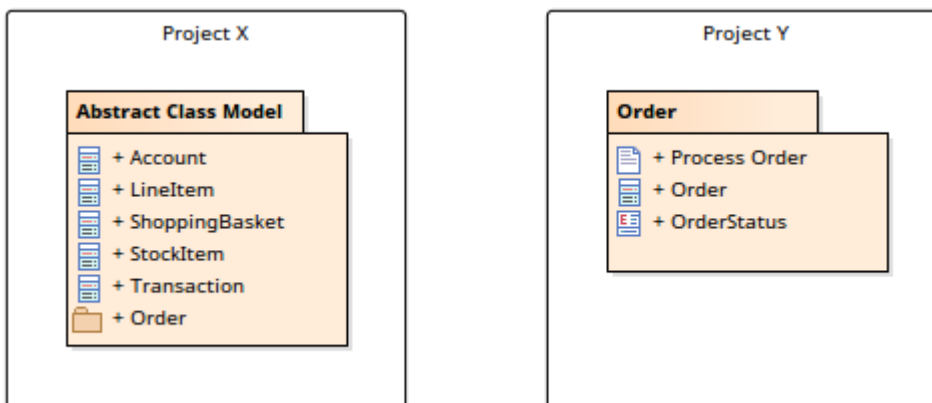 Project X
Abstract Class Model
+ Account
+ LineItem
+ ShoppingBasket
+ StockItem
+ Transaction
+ Order
Project Y
Order
+ Process Order
+ Order
E
+ OrderStatus